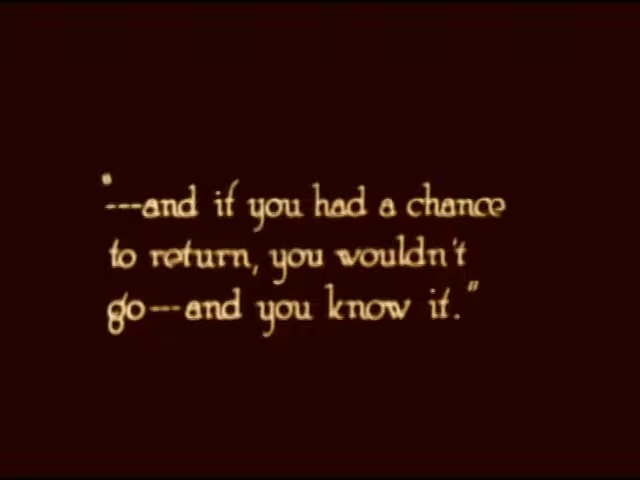 "---and if you had a chance
to return, you wouldn't
go---and you know it."